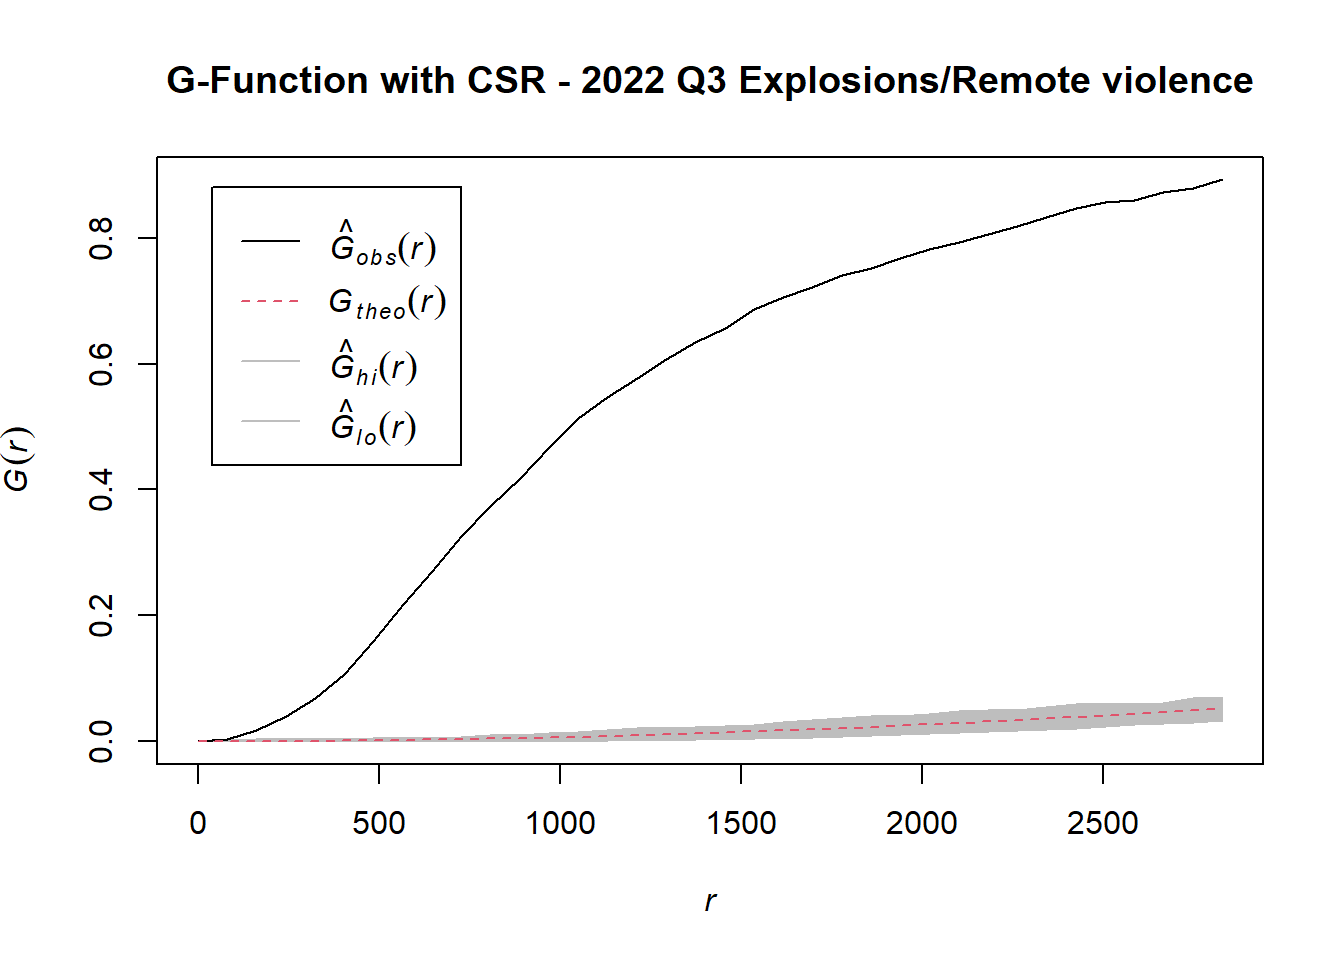 G-Function with CSR - 2022 Q3 Explosions/Remote violence
Ĝobs(r)
Gtheo(r)
Ĝhi(r)
Ĝlo(r)
G(r)
0.8
0.6
0.4
0.2
0.0
0 500 1000 1500 2000 2500
r